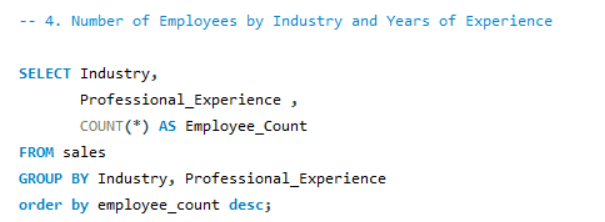 -- 4. Number of Employees by Industry and Years of Experience
SELECT Industry,
Professional_Experience ,
COUNT(*) AS Employee_Count
FROM sales
GROUP BY Industry, Professional_Experience
order by employee_count desc;